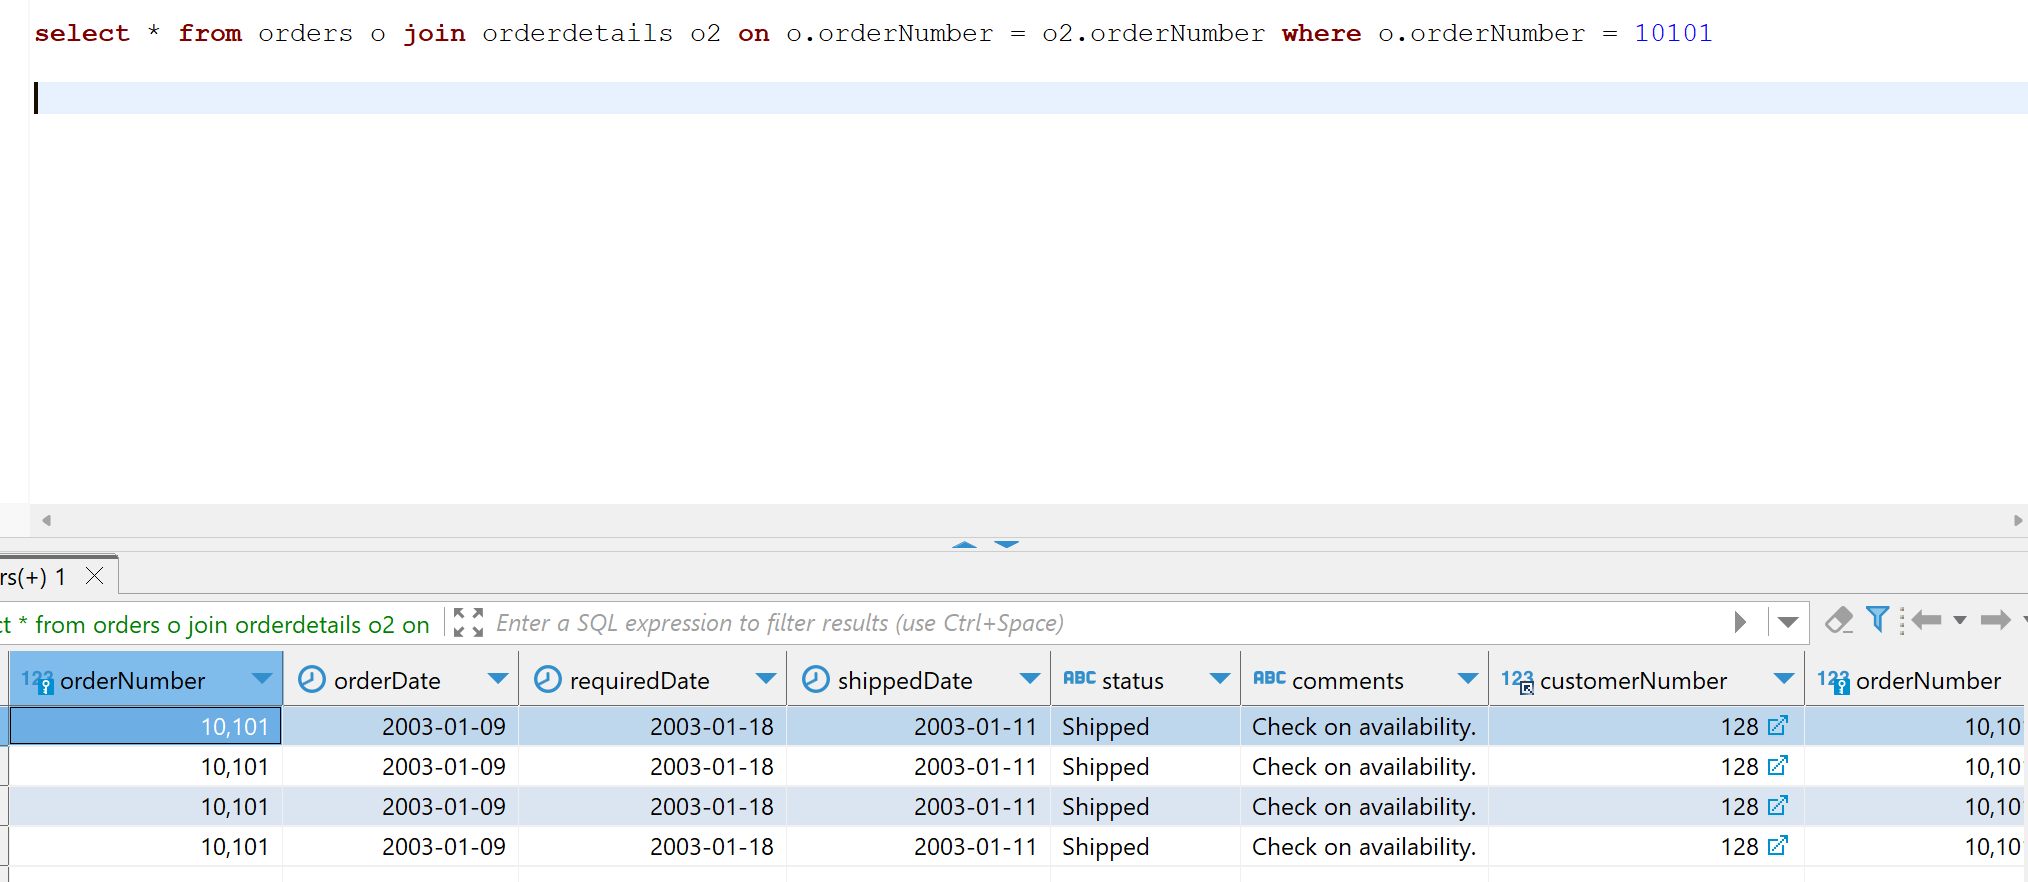 select * from orders o join orderdetails o2 on o.orderNumber = o2.orderNumber where o.orderNumber = 10101
rs(+) 1
ct * from orders o join orderdetails o2 on Enter a SQL expression to filter results (use Ctrl+Space)
123 orderNumber orderDate requiredDate shippedDate ABC status ABC comments 123 customerNumber 123 orderNumber
10,101 2003-01-09 2003-01-18 2003-01-11 Shipped Check on availability. 128 10,10
10,101 2003-01-09 2003-01-18 2003-01-11 Shipped Check on availability. 128 10,10
10,101 2003-01-09 2003-01-18 2003-01-11 Shipped Check on availability. 128 10,10
10,101 2003-01-09 2003-01-18 2003-01-11 Shipped Check on availability. 128 10,10